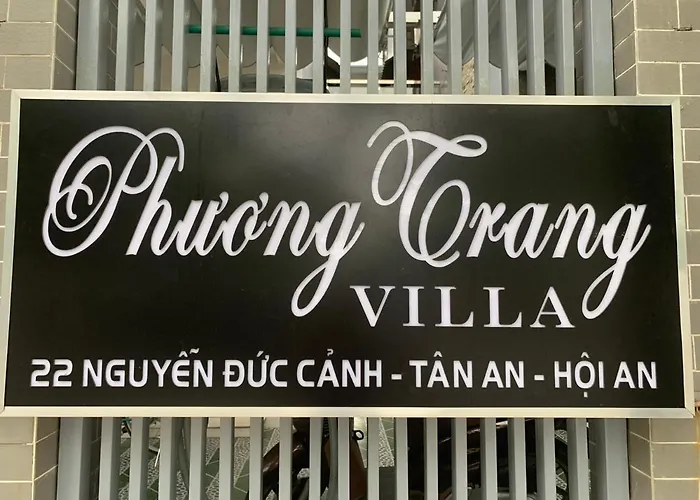 Phương Trang
VILLA
22 NGUYỄN ĐỨC CẢNH - TÂN AN - HỘI AN